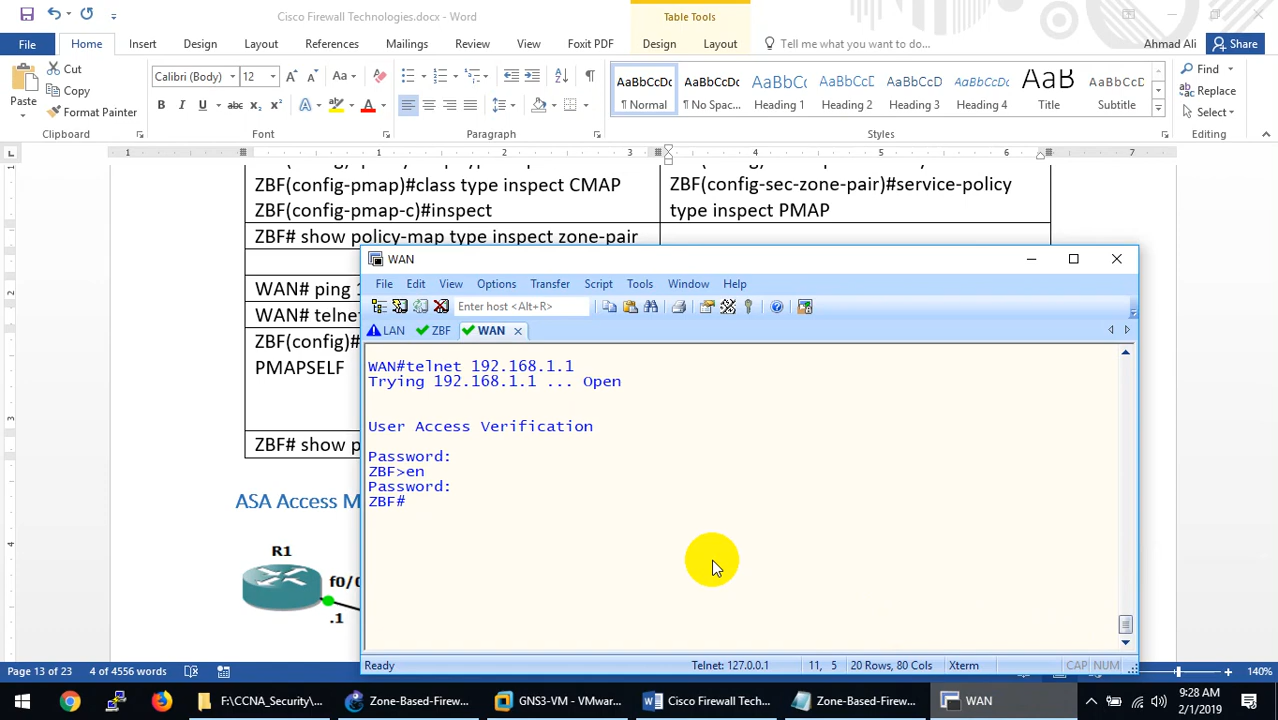 Cisco Firewall Technologies.docx - Word
Table Tools
File
Home
Insert
Design
Layout
References
Mailings
Review
View
Foxit PDF
Design
Layout
Tell me what you want to do
Ahmad Ali
Share
Paste
Cut
Copy
Format Painter
Clipboard
Calibri (Body)
12
Font
Paragraph
AaBbCcDc
¶ Normal
AaBbCcDc
¶ No Spac...
AaBbCc
Heading 1
AaBbCcD
Heading 2
AaBbCcD
Heading 3
AaBbCcD
Heading 4
AaB
Title
AaBbCcD
Subtitle
Styles
Find
Replace
Select
Editing
ZBF(config-pmap)#class type inspect CMAP
ZBF(config-pmap-c)#inspect
ZBF(config-sec-zone-pair)#service-policy
type inspect PMAP
ZBF# show policy-map type inspect zone-pair
WAN# ping 1
WAN# telnet
ZBF(config)#
PMAPSELF
ZBF# show p
ASA Access M
R1
f0/0
.1
WAN
File Edit View Options Transfer Script Tools Window Help
Enter host <Alt+R>
LAN
ZBF
WAN
WAN#telnet 192.168.1.1
Trying 192.168.1.1 ... Open
User Access Verification
Password:
ZBF>en
Password:
ZBF#
Ready
Telnet: 127.0.0.1
11, 5
20 Rows, 80 Cols
Xterm
CAP NUM
Page 13 of 23
4 of 4556 words
140%
F:\CCNA_Security\...
Zone-Based-Firew...
GNS3-VM - VMwar...
Cisco Firewall Tech...
Zone-Based-Firew...
WAN
9:28 AM
2/1/2019